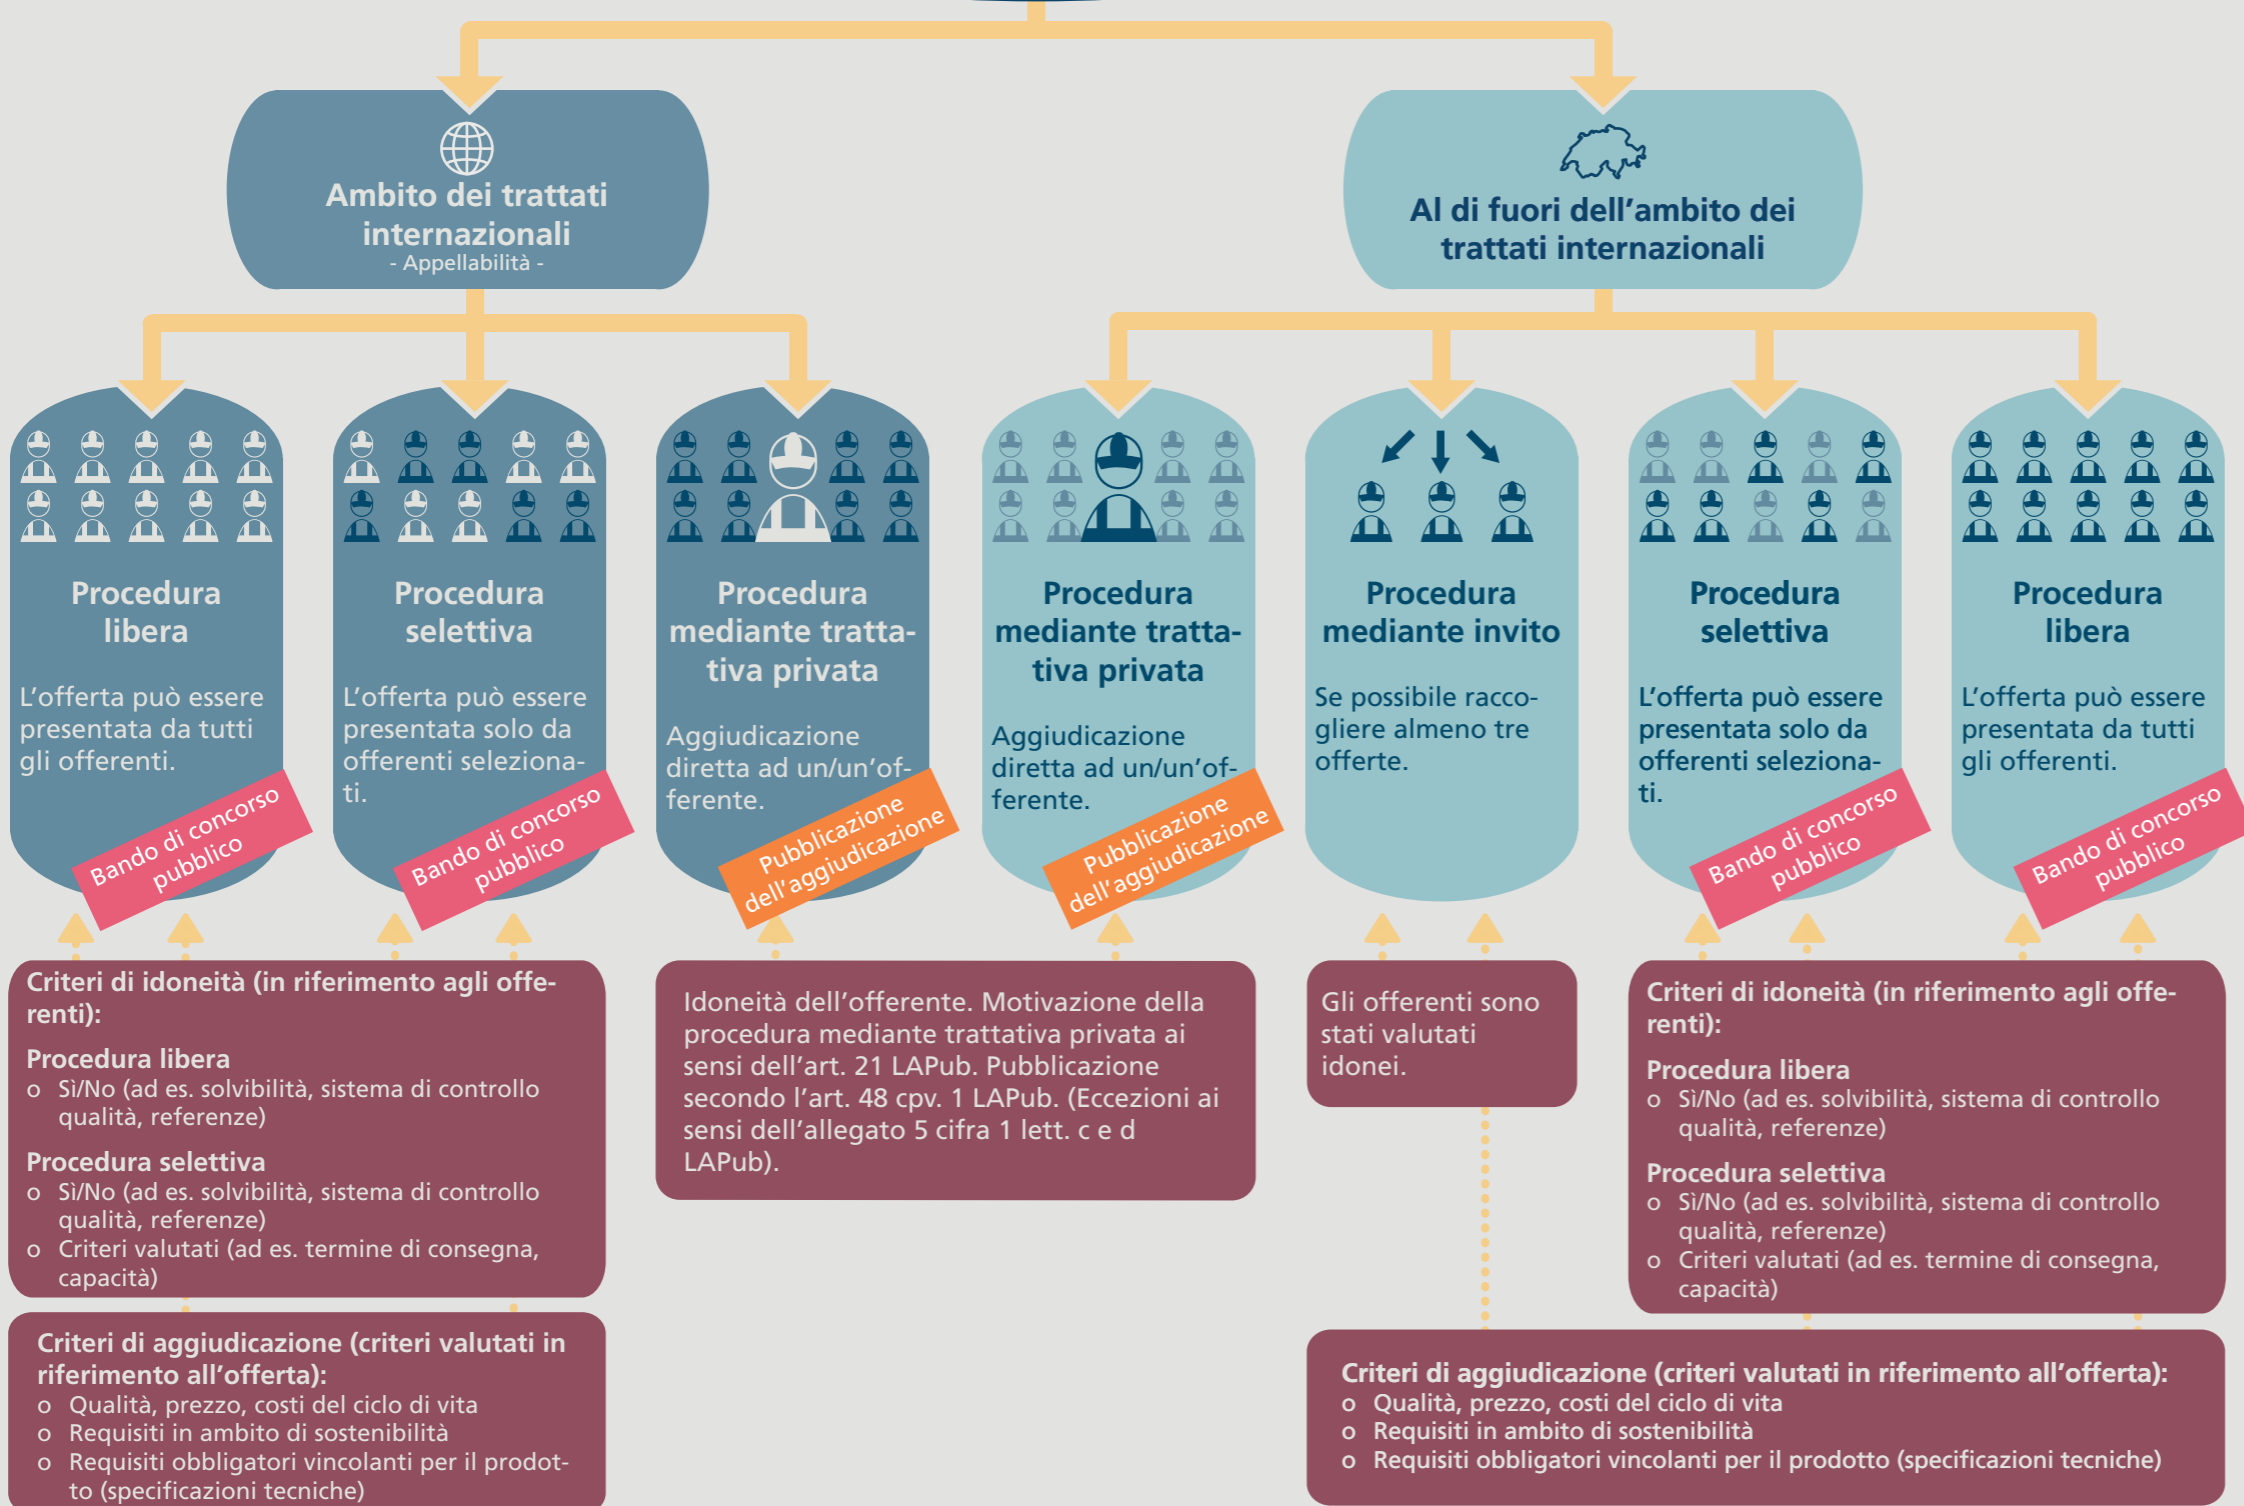 Ambito dei trattati
internazionali
- Appellabilità -
Al di fuori dell’ambito dei
trattati internazionali
Procedura
libera
L’offerta può essere
presentata da tutti
gli offerenti.
Bando di concorso
pubblico
Procedura
selettiva
L’offerta può essere
presentata solo da
offerenti seleziona-
ti.
Bando di concorso
pubblico
Procedura
mediante tratta-
tiva privata
Aggiudicazione
diretta ad un/un’of-
ferente.
Pubblicazione
dell’aggiudicazione
Procedura
mediante tratta-
tiva privata
Aggiudicazione
diretta ad un/un’of-
ferente.
Pubblicazione
dell’aggiudicazione
Procedura
mediante invito
Se possibile racco-
gliere almeno tre
offerte.
Procedura
selettiva
L’offerta può essere
presentata solo da
offerenti seleziona-
ti.
Bando di concorso
pubblico
Procedura
libera
L’offerta può essere
presentata da tutti
gli offerenti.
Bando di concorso
pubblico
Criteri di idoneità (in riferimento agli offe-
renti):
Procedura libera
o Sì/No (ad es. solvibilità, sistema di controllo
qualità, referenze)
Procedura selettiva
o Sì/No (ad es. solvibilità, sistema di controllo
qualità, referenze)
o Criteri valutati (ad es. termine di consegna,
capacità)
Idoneità dell’offerente. Motivazione della
procedura mediante trattativa privata ai
sensi dell’art. 21 LAPub. Pubblicazione
secondo l’art. 48 cpv. 1 LAPub. (Eccezioni ai
sensi dell’allegato 5 cifra 1 lett. c e d
LAPub).
Gli offerenti sono
stati valutati
idonei.
Criteri di idoneità (in riferimento agli offe-
renti):
Procedura libera
o Sì/No (ad es. solvibilità, sistema di controllo
qualità, referenze)
Procedura selettiva
o Sì/No (ad es. solvibilità, sistema di controllo
qualità, referenze)
o Criteri valutati (ad es. termine di consegna,
capacità)
Criteri di aggiudicazione (criteri valutati in
riferimento all’offerta):
o Qualità, prezzo, costi del ciclo di vita
o Requisiti in ambito di sostenibilità
o Requisiti obbligatori vincolanti per il prodot-
to (specificazioni tecniche)
Criteri di aggiudicazione (criteri valutati in riferimento all’offerta):
o Qualità, prezzo, costi del ciclo di vita
o Requisiti in ambito di sostenibilità
o Requisiti obbligatori vincolanti per il prodotto (specificazioni tecniche)